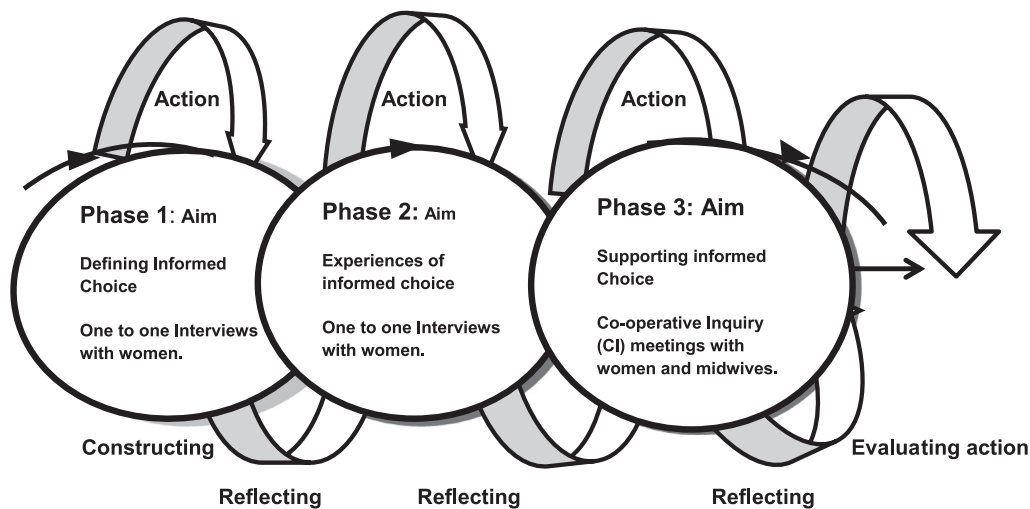 Action
Action
Action
Phase 1: Aim
Defining Informed
Choice
One to one Interviews
with women.
Phase 2: Aim
Experiences of
informed choice
One to one Interviews
with women.
Phase 3: Aim
Supporting informed
Choice
Co-operative Inquiry
(CI) meetings with
women and midwives.
Constructing
Evaluating action
Reflecting
Reflecting
Reflecting